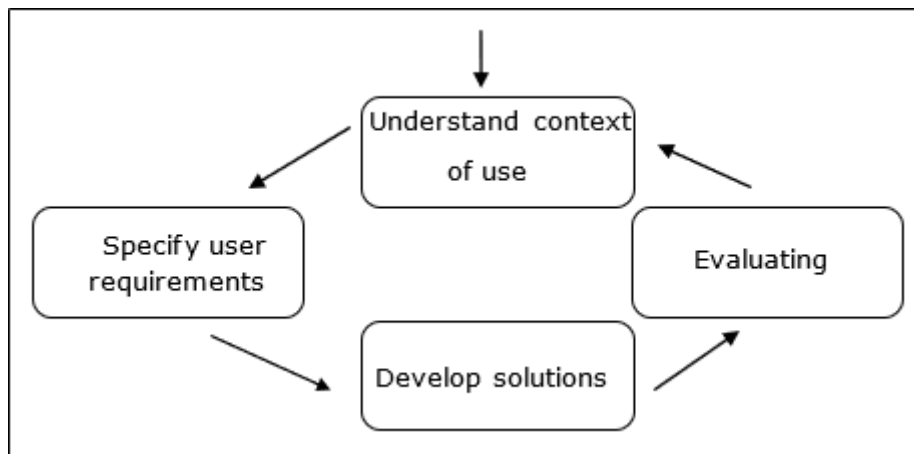 Understand context
of use
Specify user
requirements
Evaluating
Develop solutions